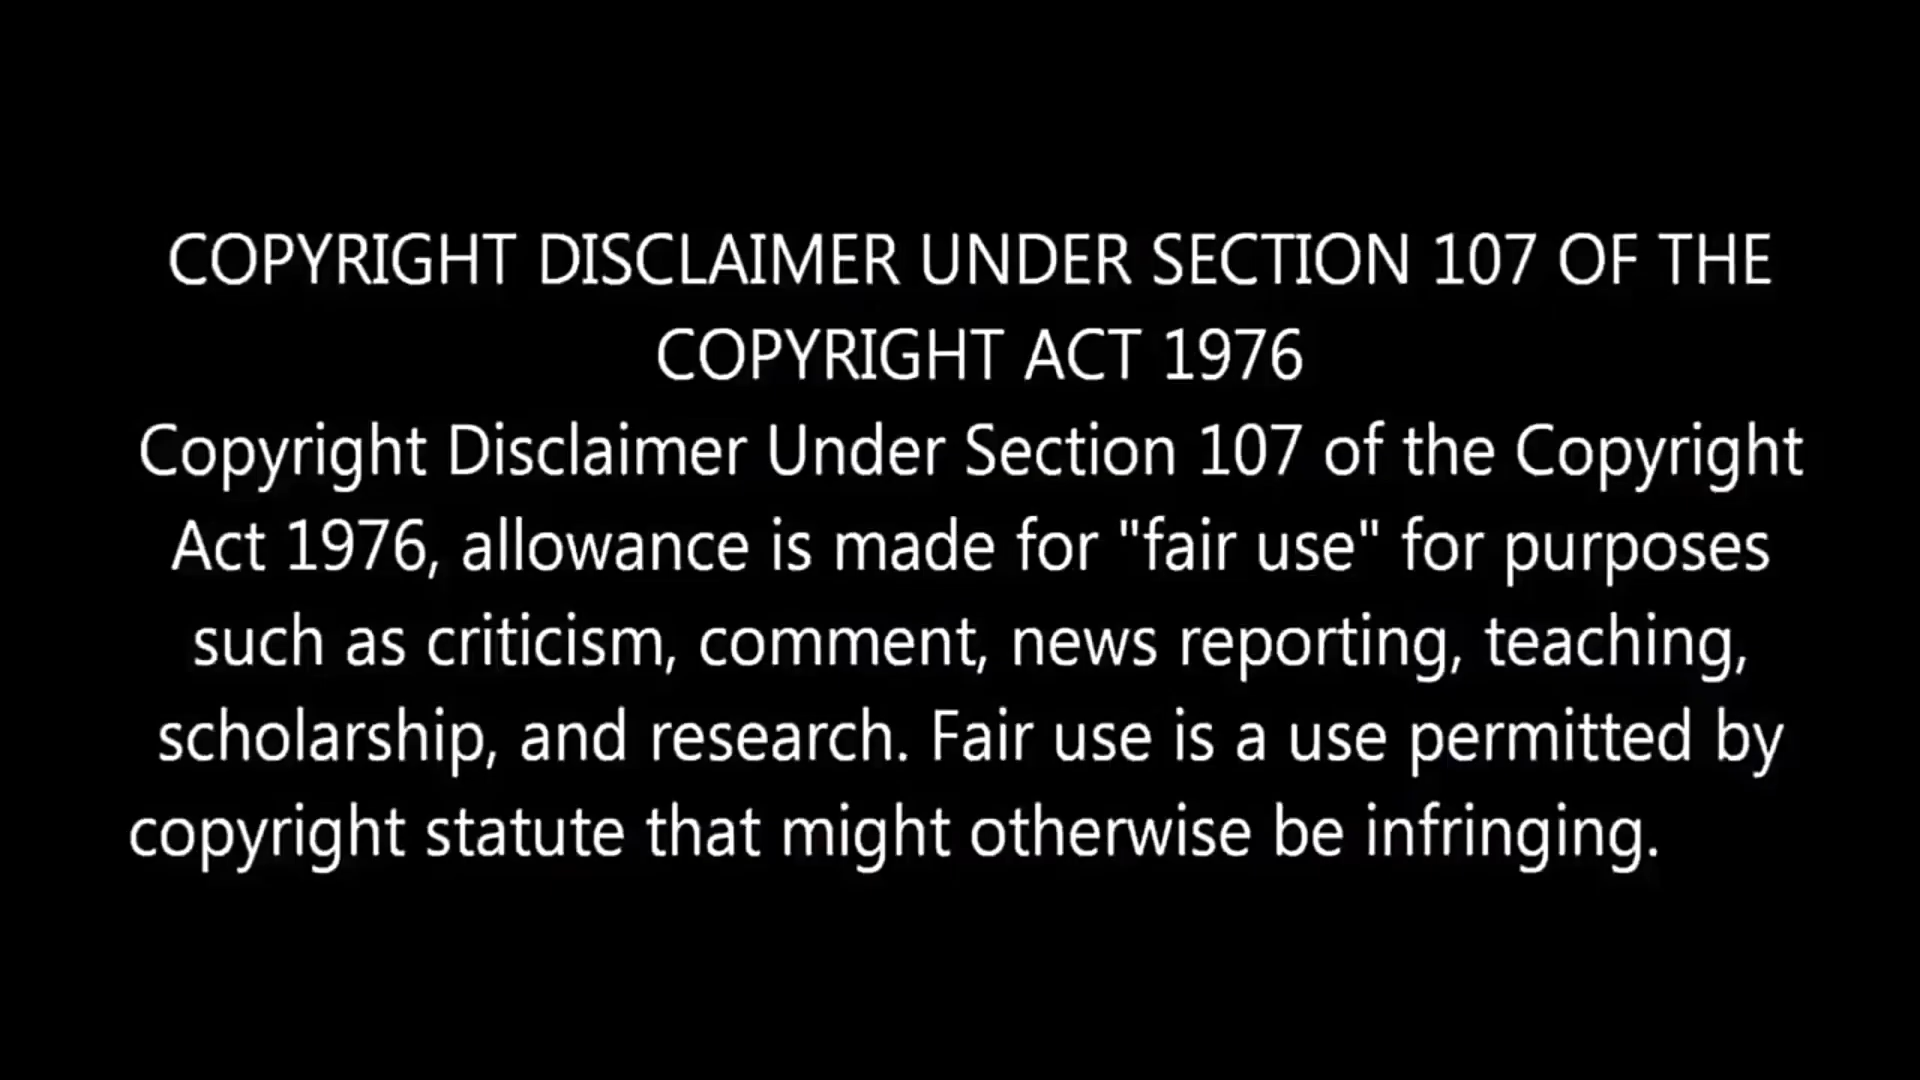 COPYRIGHT DISCLAIMER UNDER SECTION 107 OF THE
COPYRIGHT ACT 1976
Copyright Disclaimer Under Section 107 of the Copyright
Act 1976, allowance is made for "fair use" for purposes
such as criticism, comment, news reporting, teaching,
scholarship, and research. Fair use is a use permitted by
copyright statute that might otherwise be infringing.